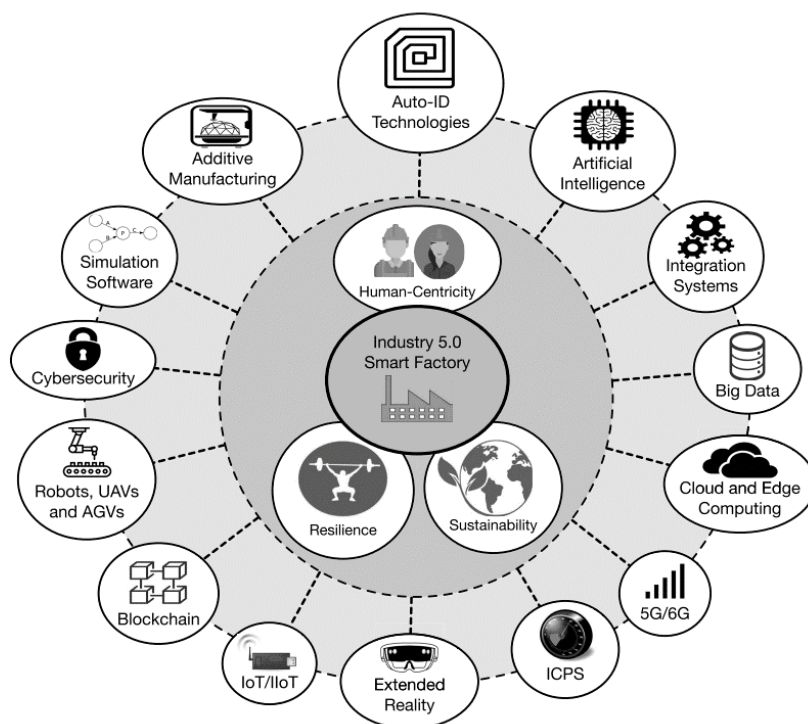 Auto-ID
Technologies
Additive
Manufacturing
Artificial
Intelligence
A
B
P
C
Simulation
Software
Integration
Systems
Human-Centricity
Industry 5.0
Smart Factory
Cybersecurity
Big Data
Robots, UAVs
and AGVs
Cloud and Edge
Computing
Resilience
Sustainability
Blockchain
5G/6G
IoT/IIoT
Extended
Reality
ICPS